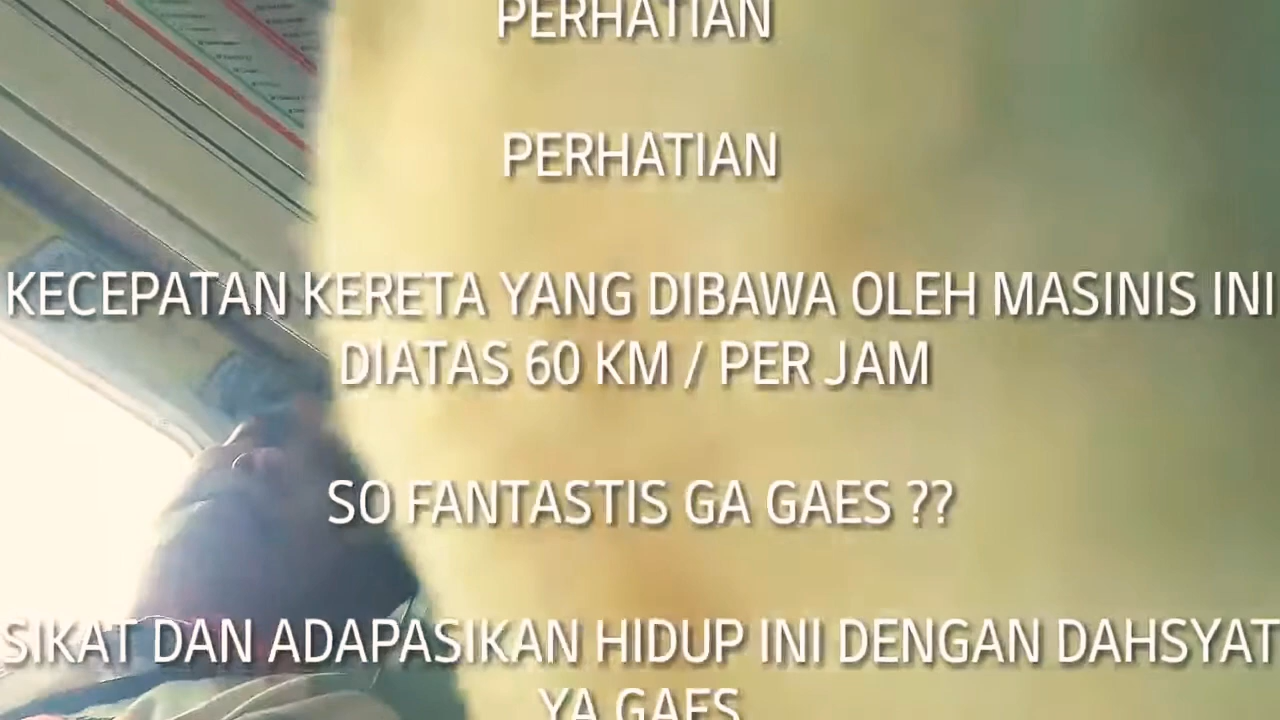 PERHATIAN
PERHATIAN
KECEPATAN KERETA YANG DIBAWA OLEH MASINIS INI
DIATAS 60 KM / PER JAM
SO FANTASTIS GA GAES ??
SIKAT DAN ADAPASIKAN HIDUP INI DENGAN DAHSYAT
YA GAES